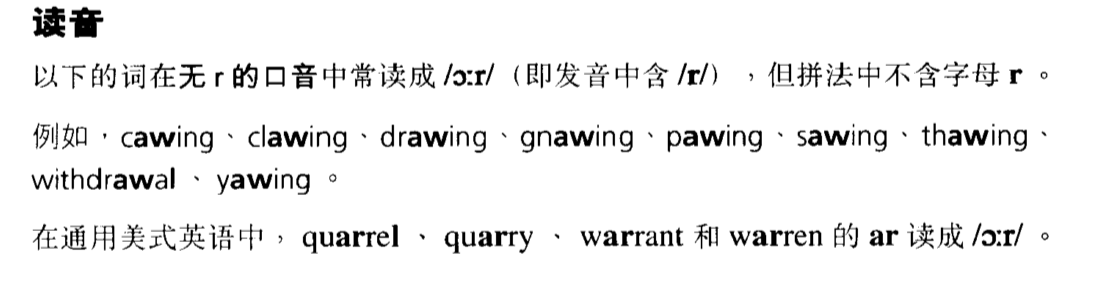 读音
以下的词在无 r 的口音中常读成 /ɔːr/（即发音中含 /r/），但拼法中不含字母 r。
例如，cawing、clawing、drawing、gnawing、pawing、sawing、thawing、
withdrawal、yawing。
在通用美式英语中，quarrel、quarry、warrant 和 warren 的 ar 读成 /ɔːr/。